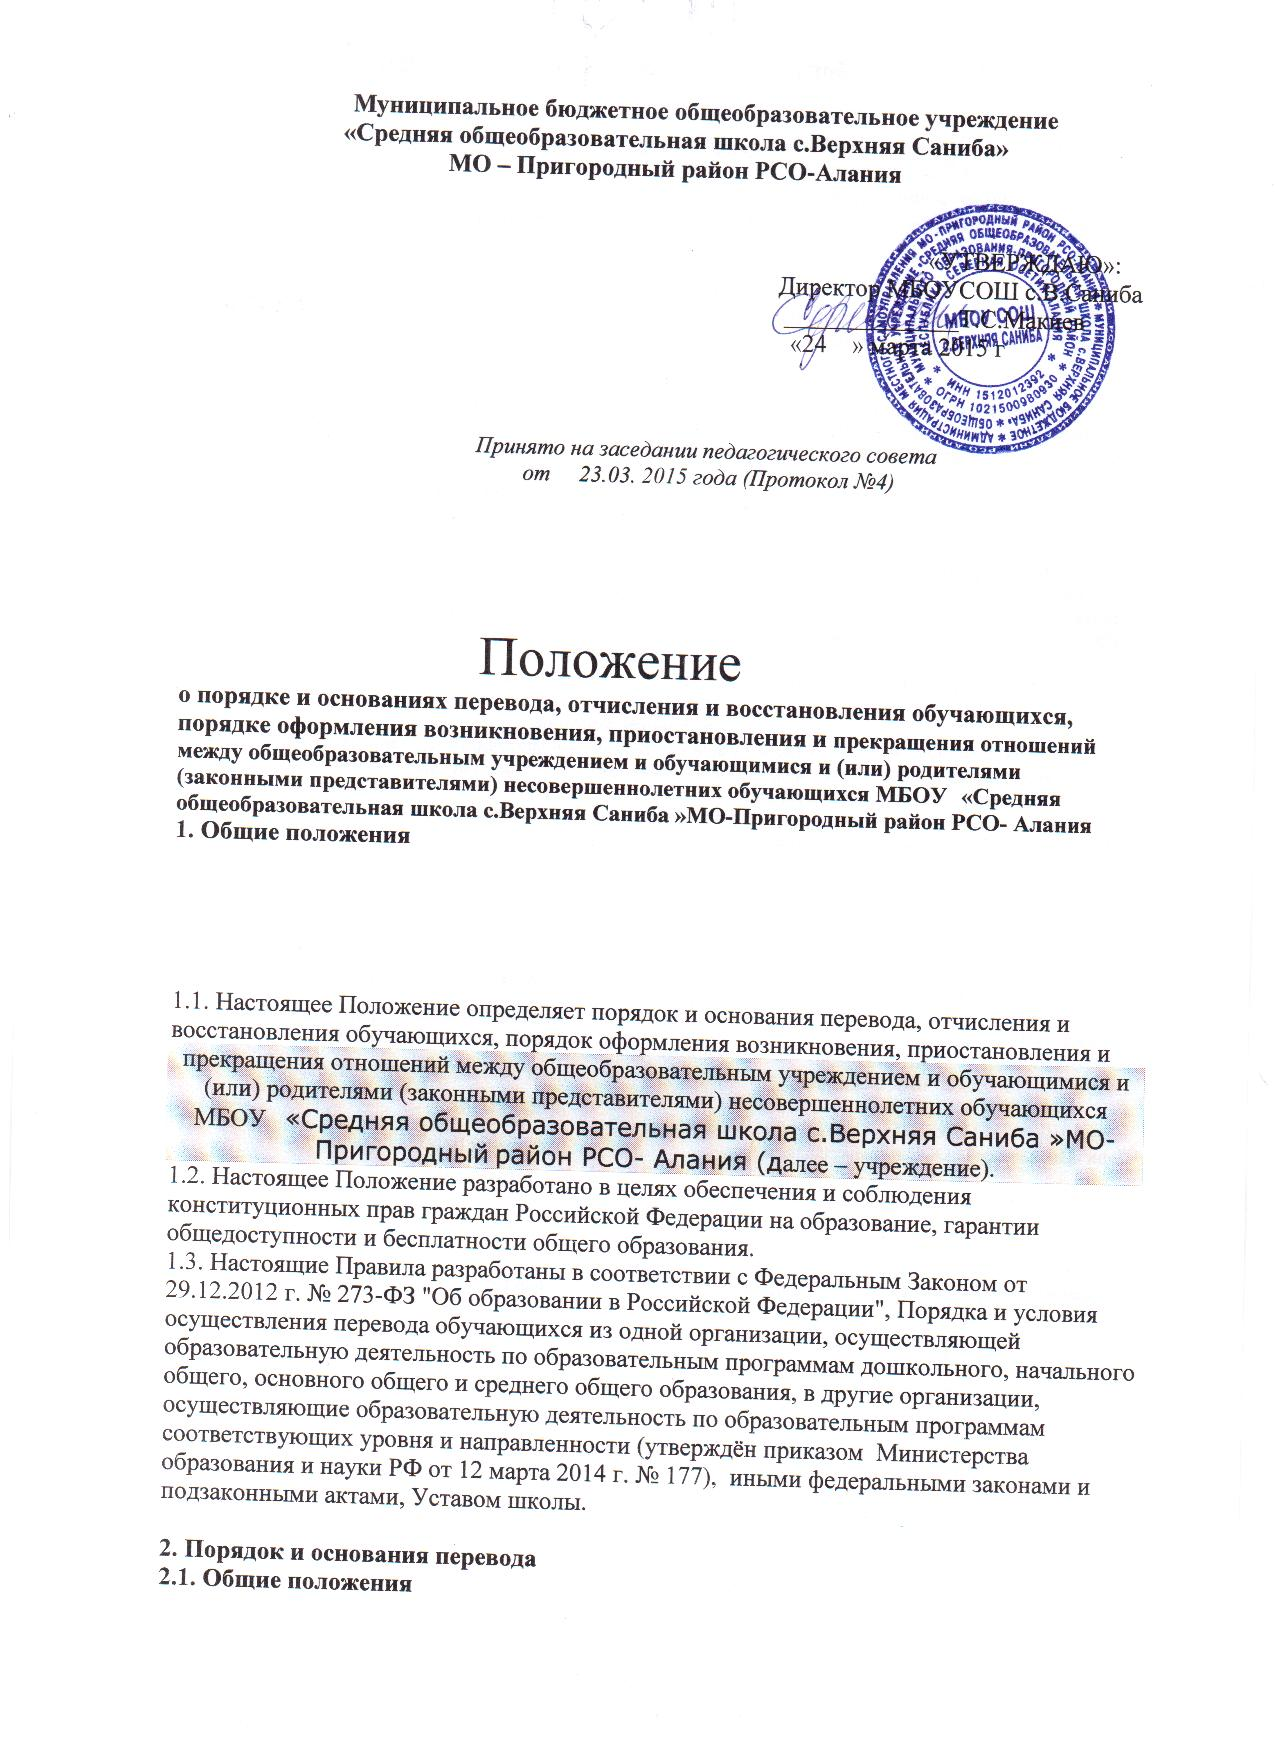 Муниципальное бюджетное общеобразовательное учреждение
«Средняя общеобразовательная школа с.Верхняя Саниба»
МО – Пригородный район РСО-Алания
«УТВЕРЖДАЮ»:
Директор МБОУСОШ с.В.Саниба
Т.С.Макиев
«24 » марта 2015 г
МБОУ СОШ
с.ВЕРХНЯЯ САНИБА
ИНН 1512012392
ОГРН 1021500980930
Принято на заседании педагогического совета
от 23.03. 2015 года (Протокол №4)
Положение
о порядке и основаниях перевода, отчисления и восстановления обучающихся,
порядке оформления возникновения, приостановления и прекращения отношений
между общеобразовательным учреждением и обучающимися и (или) родителями
(законными представителями) несовершеннолетних обучающихся МБОУ «Средняя
общеобразовательная школа с.Верхняя Саниба »МО-Пригородный район РСО- Алания
1. Общие положения
1.1. Настоящее Положение определяет порядок и основания перевода, отчисления и
восстановления обучающихся, порядок оформления возникновения, приостановления и
прекращения отношений между общеобразовательным учреждением и обучающимися и
(или) родителями (законными представителями) несовершеннолетних обучающихся
МБОУ «Средняя общеобразовательная школа с.Верхняя Саниба »МО-
Пригородный район РСО- Алания (далее – учреждение).
1.2. Настоящее Положение разработано в целях обеспечения и соблюдения
конституционных прав граждан Российской Федерации на образование, гарантии
общедоступности и бесплатности общего образования.
1.3. Настоящие Правила разработаны в соответствии с Федеральным Законом от
29.12.2012 г. № 273-ФЗ "Об образовании в Российской Федерации", Порядка и условия
осуществления перевода обучающихся из одной организации, осуществляющей
образовательную деятельность по образовательным программам дошкольного, начального
общего, основного общего и среднего общего образования, в другие организации,
осуществляющие образовательную деятельность по образовательным программам
соответствующих уровня и направленности (утверждён приказом Министерства
образования и науки РФ от 12 марта 2014 г. № 177), иными федеральными законами и
подзаконными актами, Уставом школы.
2. Порядок и основания перевода
2.1. Общие положения